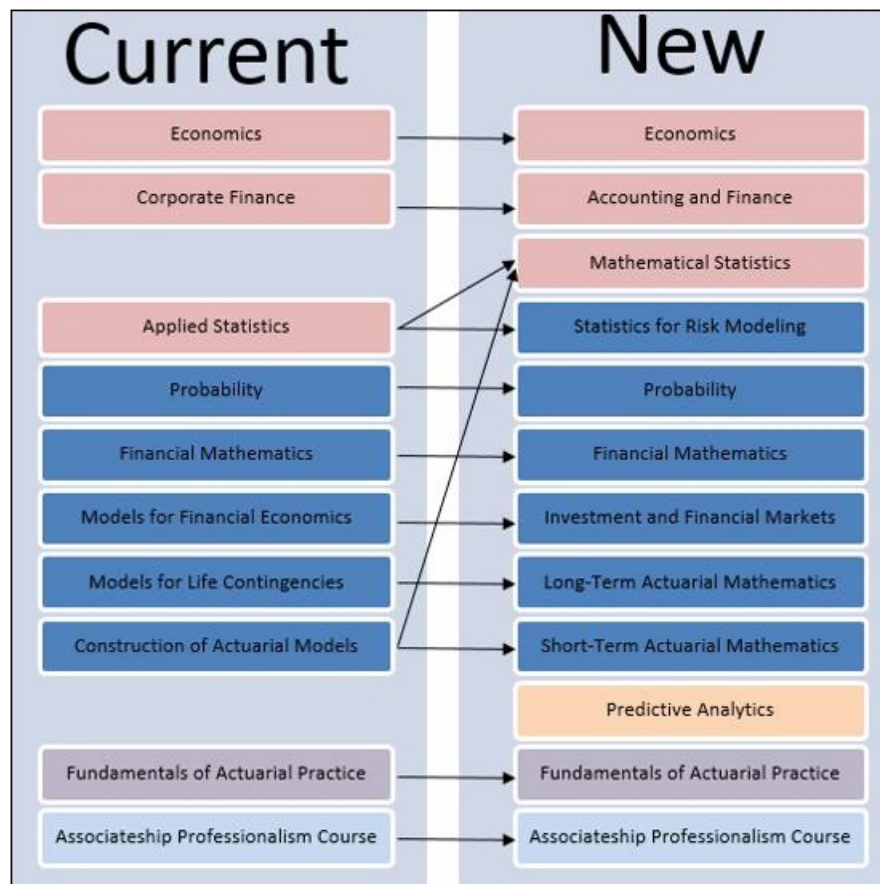 Current
New
Economics
Economics
Corporate Finance
Accounting and Finance
Mathematical Statistics
Applied Statistics
Statistics for Risk Modeling
Probability
Probability
Financial Mathematics
Financial Mathematics
Models for Financial Economics
Investment and Financial Markets
Models for Life Contingencies
Long-Term Actuarial Mathematics
Construction of Actuarial Models
Short-Term Actuarial Mathematics
Predictive Analytics
Fundamentals of Actuarial Practice
Fundamentals of Actuarial Practice
Associateship Professionalism Course
Associateship Professionalism Course